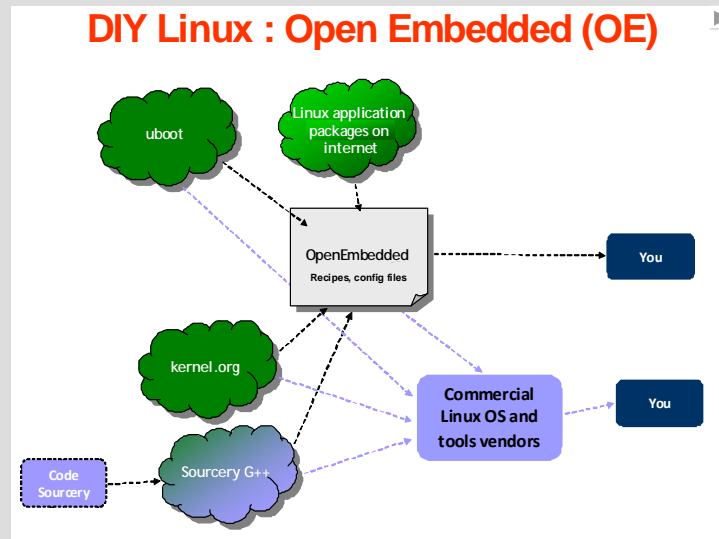 DIY Linux : Open Embedded (OE)
uboot
Linux application
packages on
internet
OpenEmbedded
Recipes, config files
You
kernel.org
Commercial
Linux OS and
tools vendors
You
Sourcery G++
Code
Sourcery